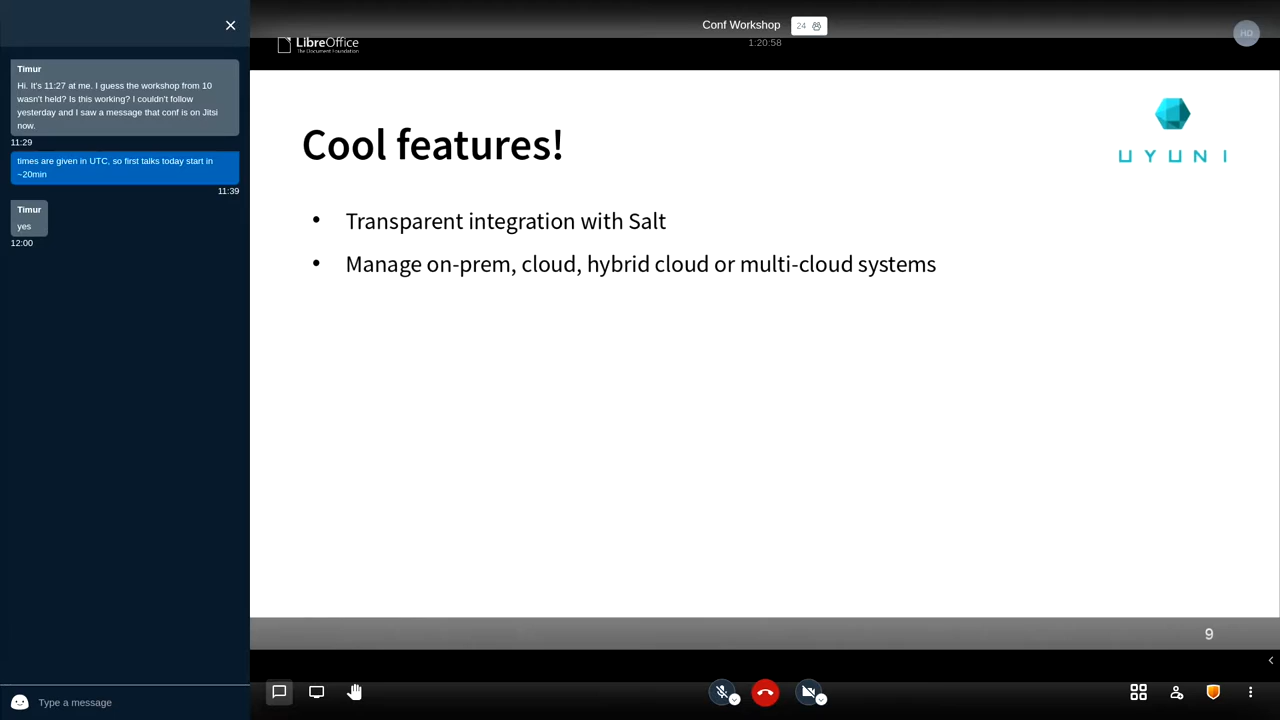 Timur
Hi. It's 11:27 at me. I guess the workshop from 10
wasn't held? Is this working? I couldn't follow
yesterday and I saw a message that conf is on Jitsi
now.
11:29
times are given in UTC, so first talks today start in
~20min
11:39
Timur
yes
12:00
Type a message
Conf Workshop
24
1:20:58
HD
LibreOffice
The Document Foundation
Cool features!
UYUNI
• Transparent integration with Salt
• Manage on-prem, cloud, hybrid cloud or multi-cloud systems
9